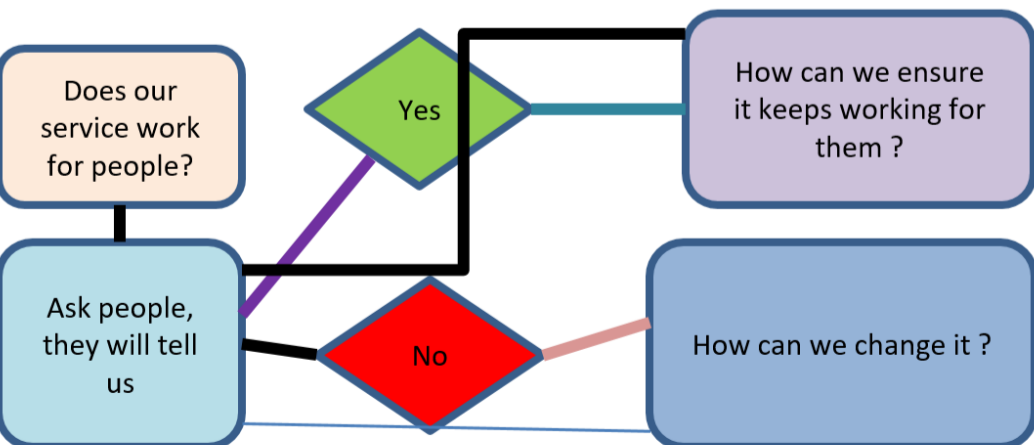 Does our
service work
for people?
Yes
How can we ensure
it keeps working for
them ?
Ask people,
they will tell
us
No
How can we change it ?